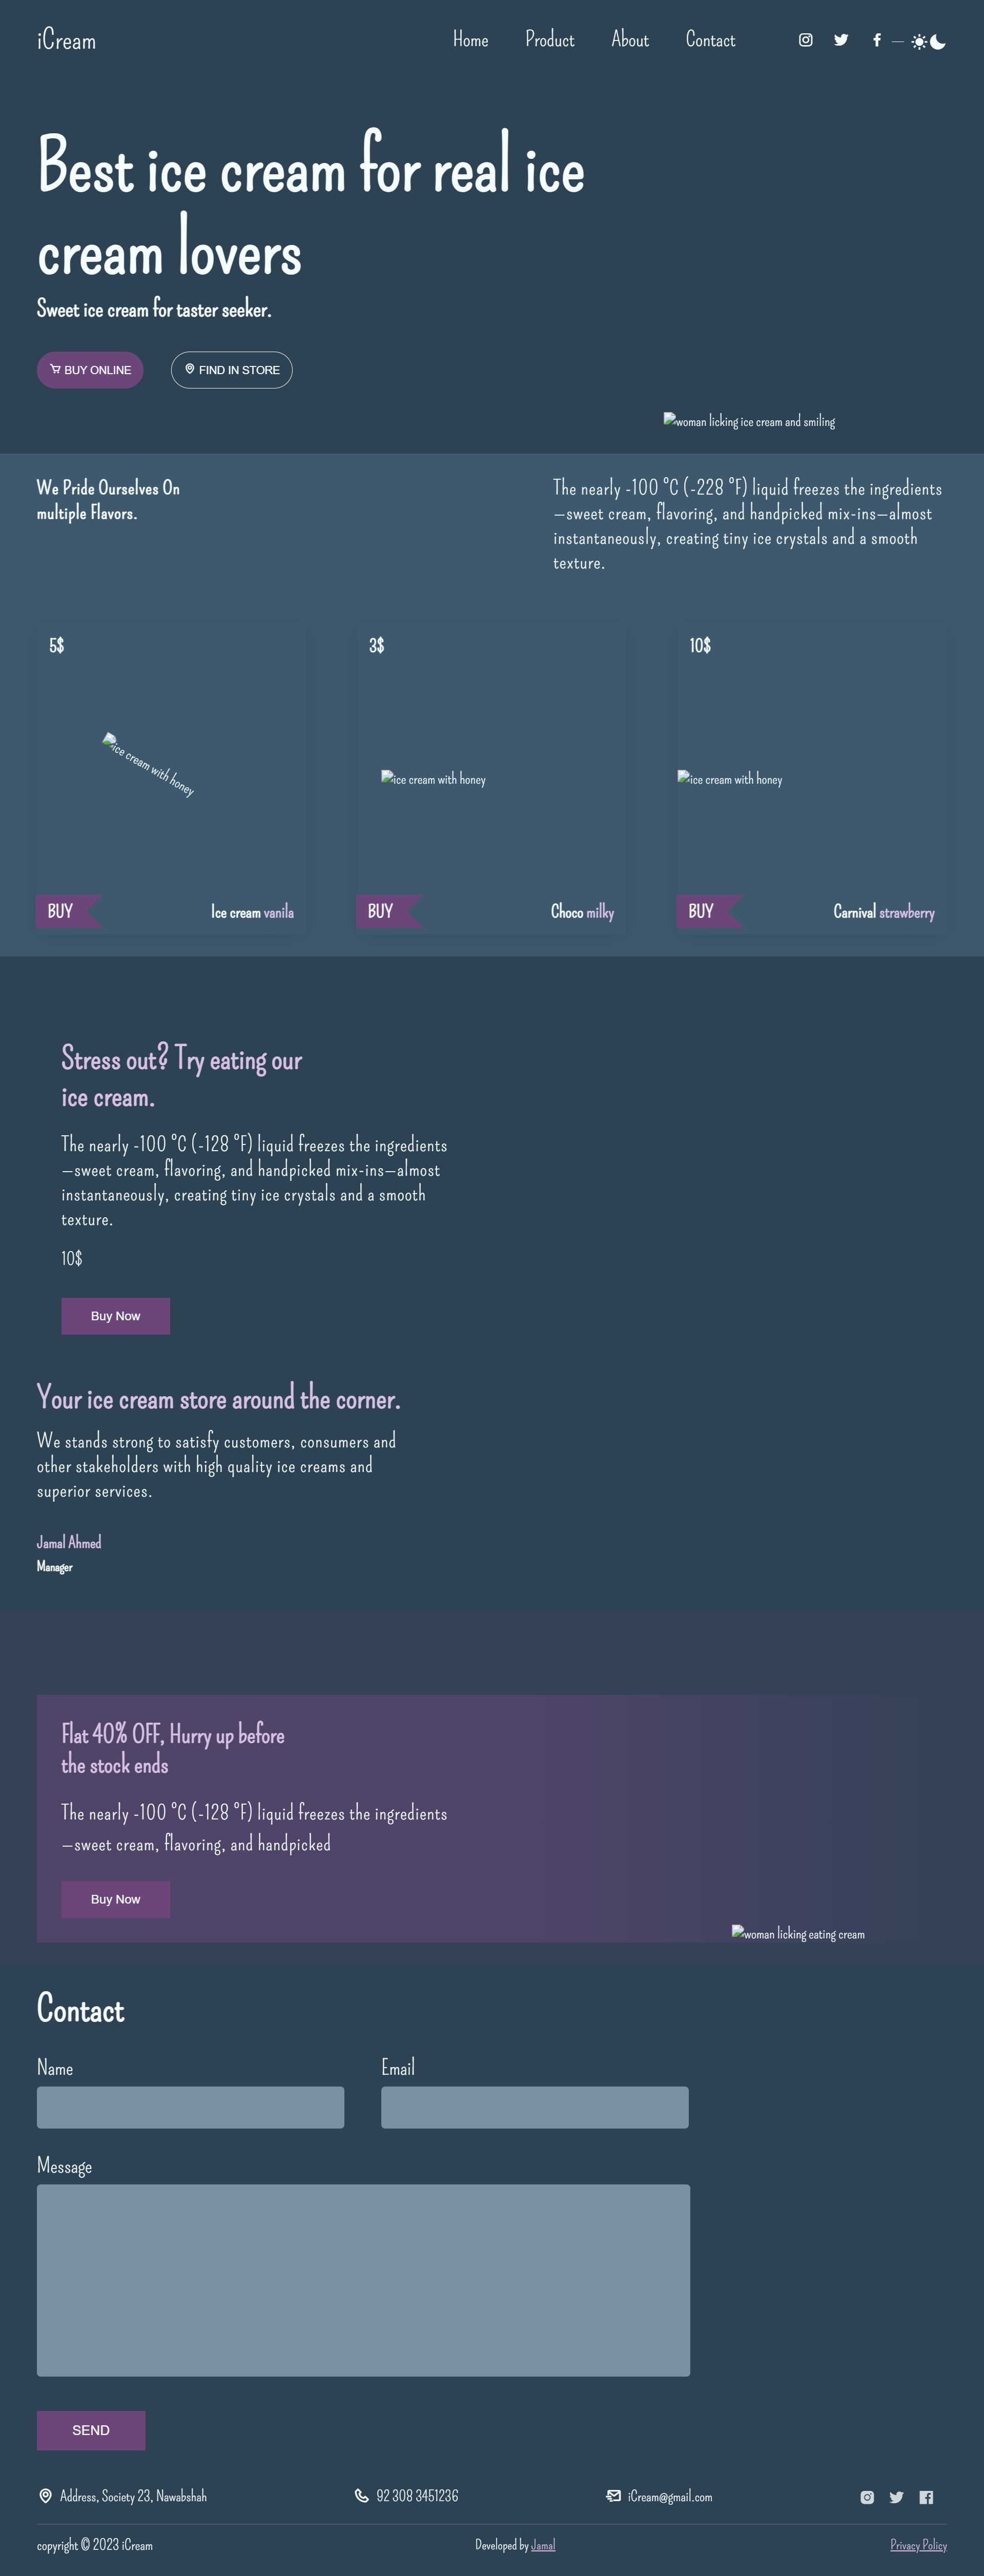 iCream
Home Product About Contact
Best ice cream for real ice
cream lovers
Sweet ice cream for taster seeker.
BUY ONLINE
FIND IN STORE
woman licking ice cream and smiling
We Pride Ourselves On
multiple Flavors.
The nearly -100 °C (-228 °F) liquid freezes the ingredients
—sweet cream, flavoring, and handpicked mix-ins—almost
instantaneously, creating tiny ice crystals and a smooth
texture.
5$
ice cream with honey
BUY
Ice cream vanila
3$
ice cream with honey
BUY
Choco milky
10$
ice cream with honey
BUY
Carnival strawberry
Stress out? Try eating our
ice cream.
The nearly -100 °C (-128 °F) liquid freezes the ingredients
—sweet cream, flavoring, and handpicked mix-ins—almost
instantaneously, creating tiny ice crystals and a smooth
texture.
10$
Buy Now
Your ice cream store around the corner.
We stands strong to satisfy customers, consumers and
other stakeholders with high quality ice creams and
superior services.
Jamal Ahmed
Manager
Flat 40% OFF, Hurry up before
the stock ends
The nearly -100 °C (-128 °F) liquid freezes the ingredients
—sweet cream, flavoring, and handpicked
Buy Now
woman licking eating cream
Contact
Name
Email
Message
SEND
Address, Society 23, Nawabshah
92 308 3451236
iCream@gmail.com
copyright © 2023 iCream
Developed by Jamal
Privacy Policy